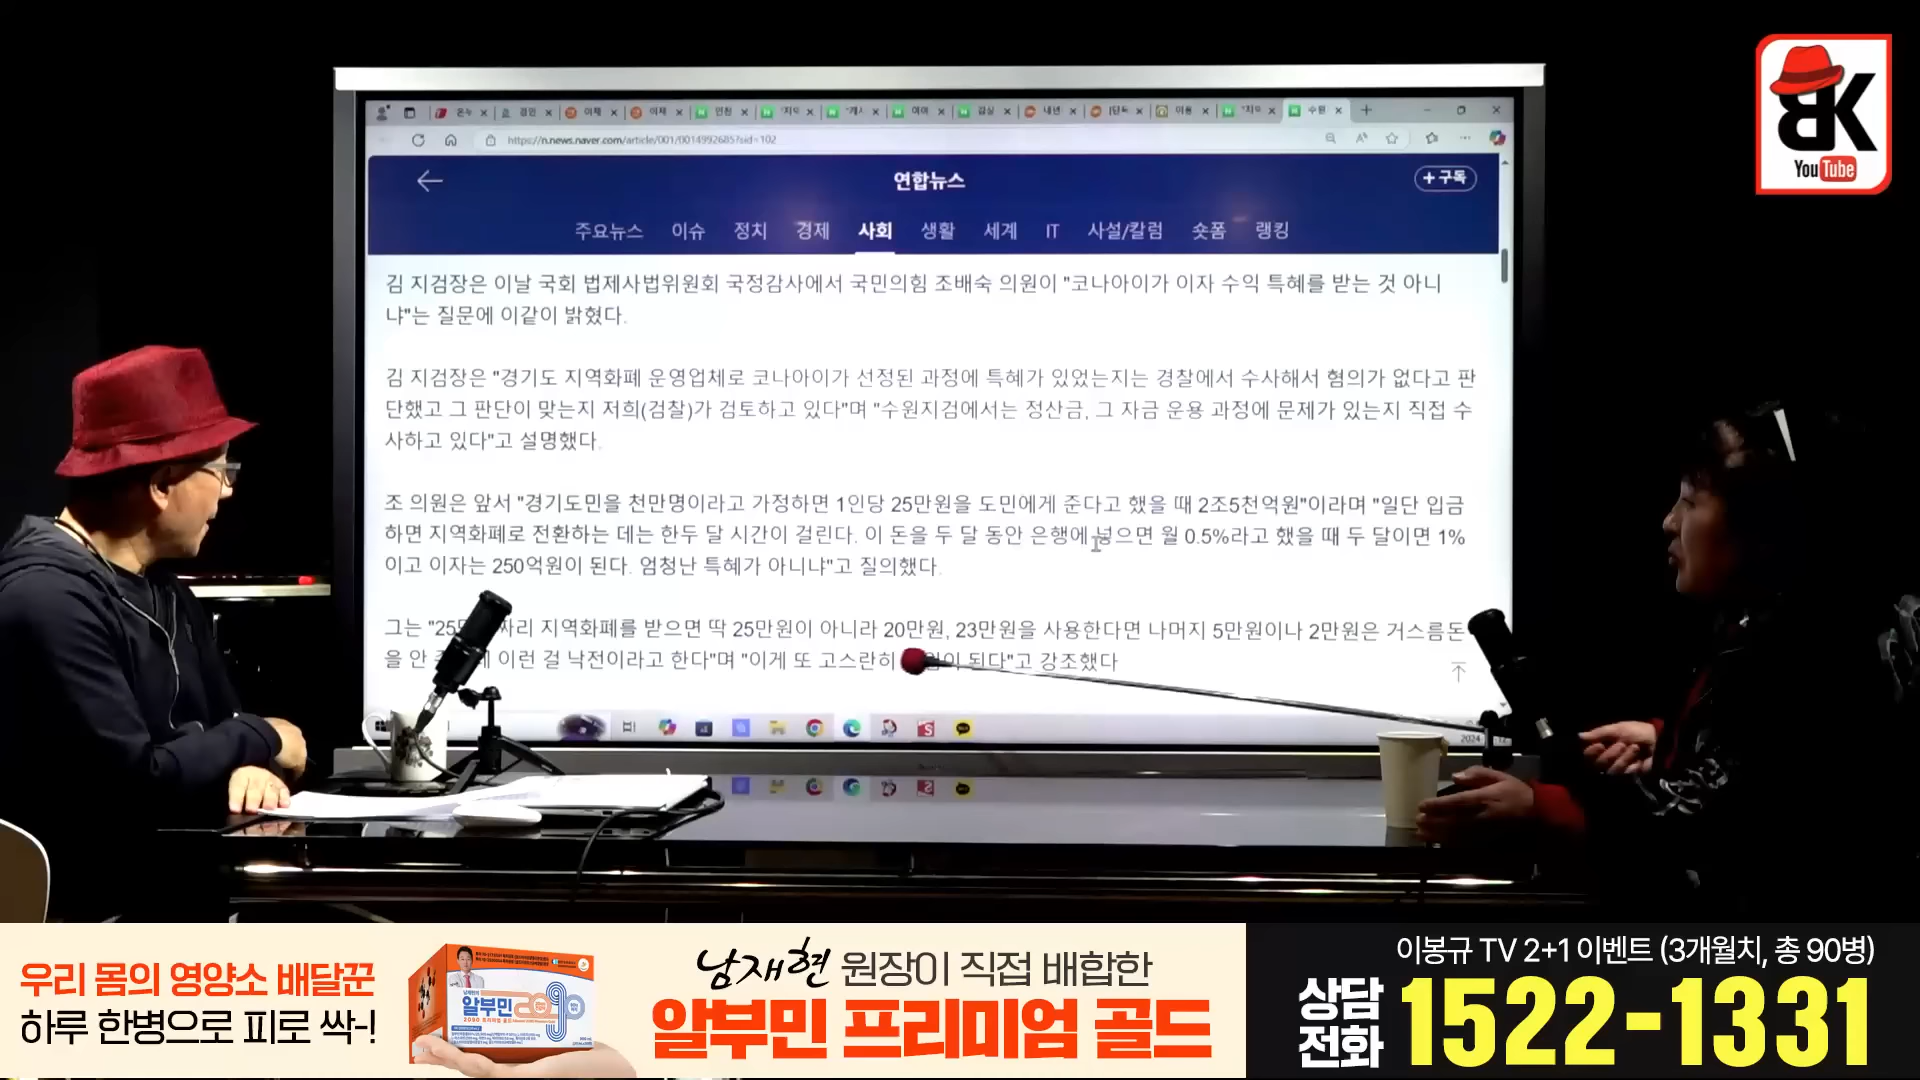 BK
YouTube
https://n.news.naver.com/article/001/0014992685?sid=102
연합뉴스
+ 구독
주요뉴스 이슈 정치 경제 사회 생활 세계 IT 사설/칼럼 숏폼 랭킹
김 지검장은 이날 국회 법제사법위원회 국정감사에서 국민의힘 조배숙 의원이 "코나아이가 이자 수익 특혜를 받는 것 아니
냐"는 질문에 이같이 밝혔다.
김 지검장은 "경기도 지역화폐 운영업체로 코나아이가 선정된 과정에 특혜가 있었는지는 경찰에서 수사해서 혐의가 없다고 판
단했고 그 판단이 맞는지 저희(검찰)가 검토하고 있다"며 "수원지검에서는 정산금, 그 자금 운용 과정에 문제가 있는지 직접 수
사하고 있다"고 설명했다.
조 의원은 앞서 "경기도민을 천만명이라고 가정하면 1인당 25만원을 도민에게 준다고 했을 때 2조5천억원"이라며 "일단 입금
하면 지역화폐로 전환하는 데는 한두 달 시간이 걸린다. 이 돈을 두 달 동안 은행에 넣으면 월 0.5%라고 했을 때 두 달이면 1%
이고 이자는 250억원이 된다. 엄청난 특혜가 아니냐"고 질의했다.
그는 "25 짜리 지역화폐를 받으면 딱 25만원이 아니라 20만원, 23만원을 사용한다면 나머지 5만원이나 2만원은 거스름돈
을 안 이런 걸 낙전이라고 한다"며 "이게 또 고스란히 된다"고 강조했다
2024
우리 몸의 영양소 배달꾼
하루 한병으로 피로 싹-!
알부민
남재현 원장이 직접 배합한
알부민 프리미엄 골드
이봉규 TV 2+1 이벤트 (3개월치, 총 90병)
상담
전화
1522-1331